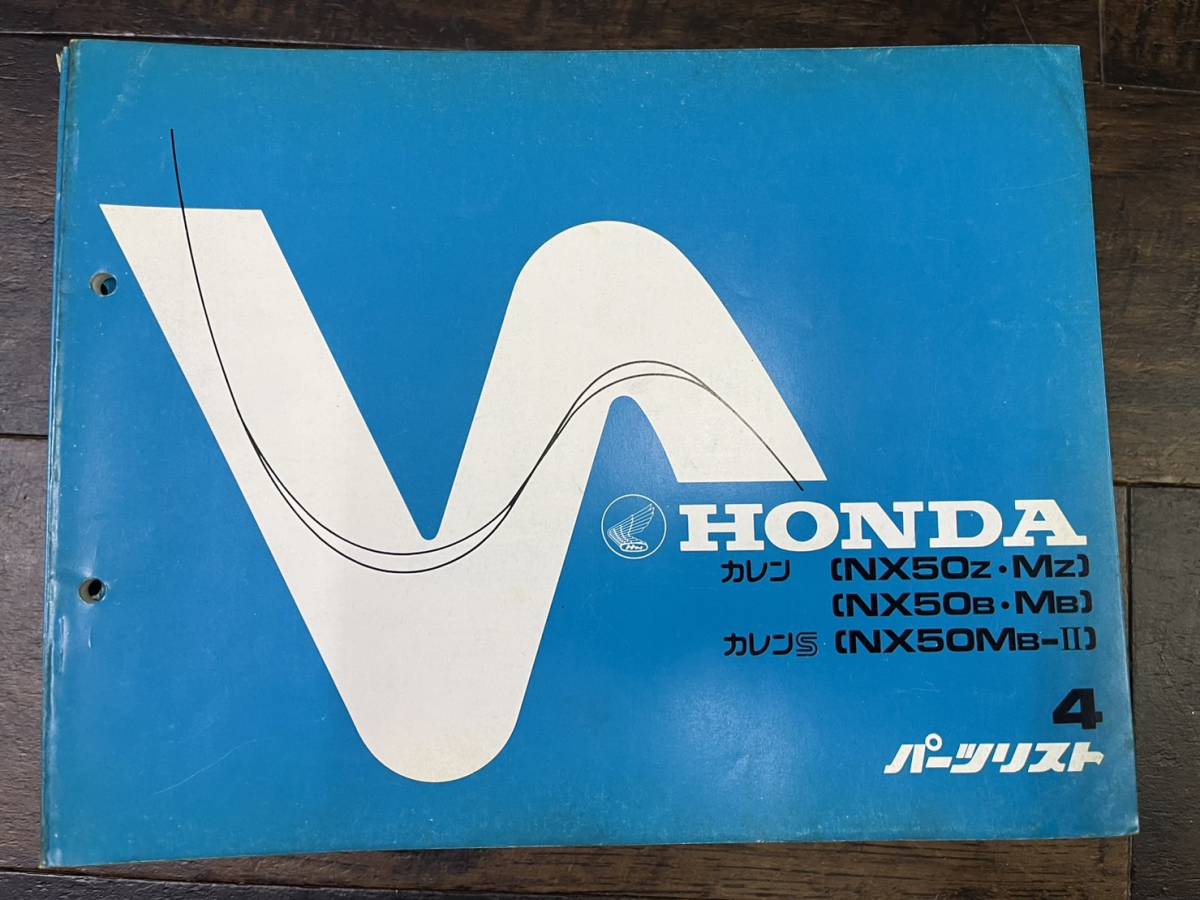 HONDA
カレン (NX50Z・MZ)
(NX50B・MB)
カレンS (NX50MB-II)
4
パーツリスト